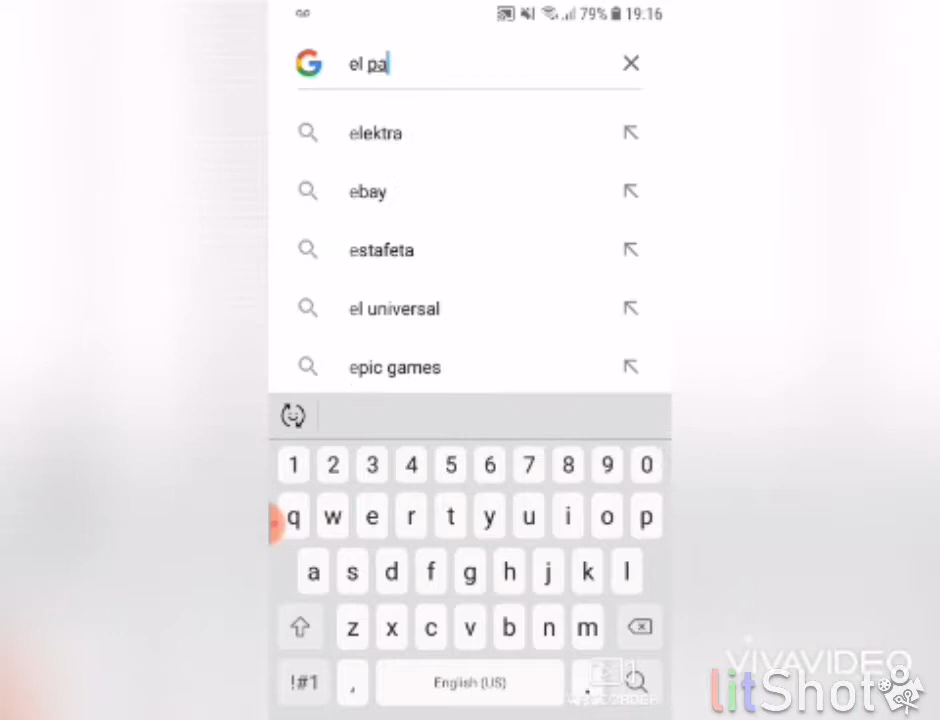 79% 19:16
el pa
elektra
ebay
estafeta
el universal
epic games
1 2 3 4 5 6 7 8 9 0
q w e r t y u i o p
a s d f g h j k l
z x c v b n m
!#1 , English (US) .
VIVAVIDEO
litShot